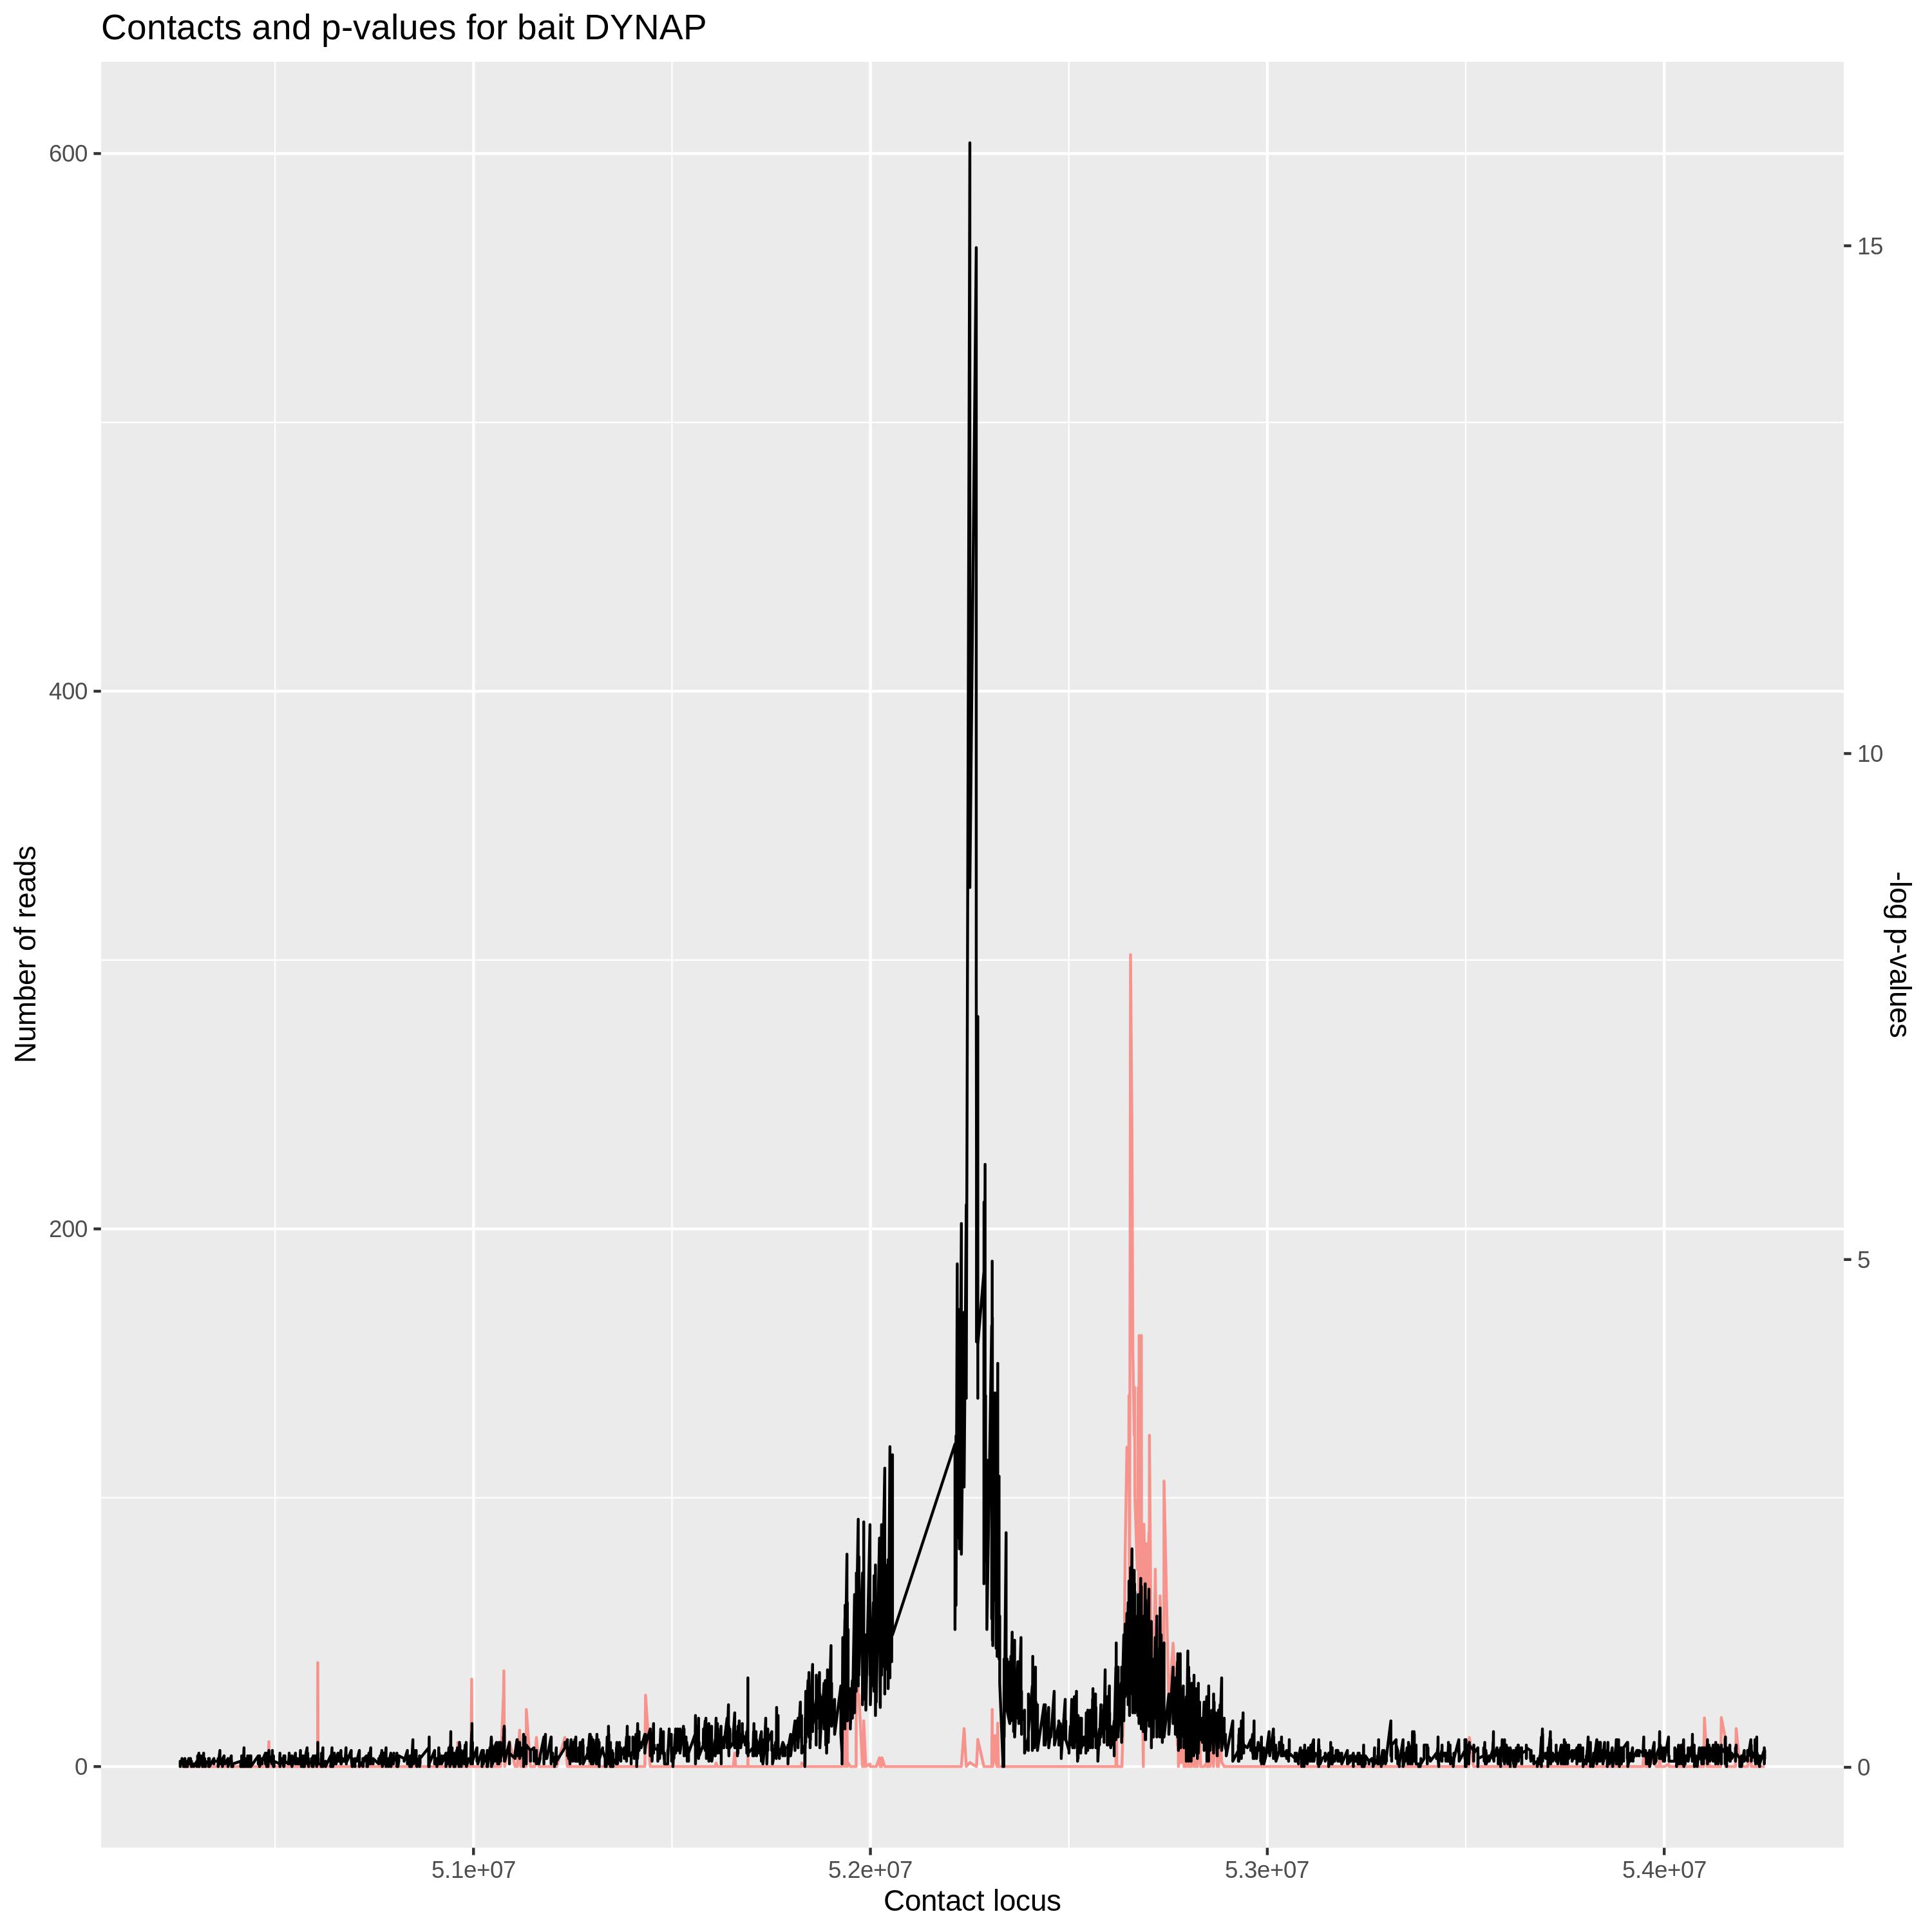 Contacts and p-values for bait DYNAP
600
400
200
0
Number of reads
15
10
5
0
-log p-values
5.1e+07 5.2e+07 5.3e+07 5.4e+07
Contact locus